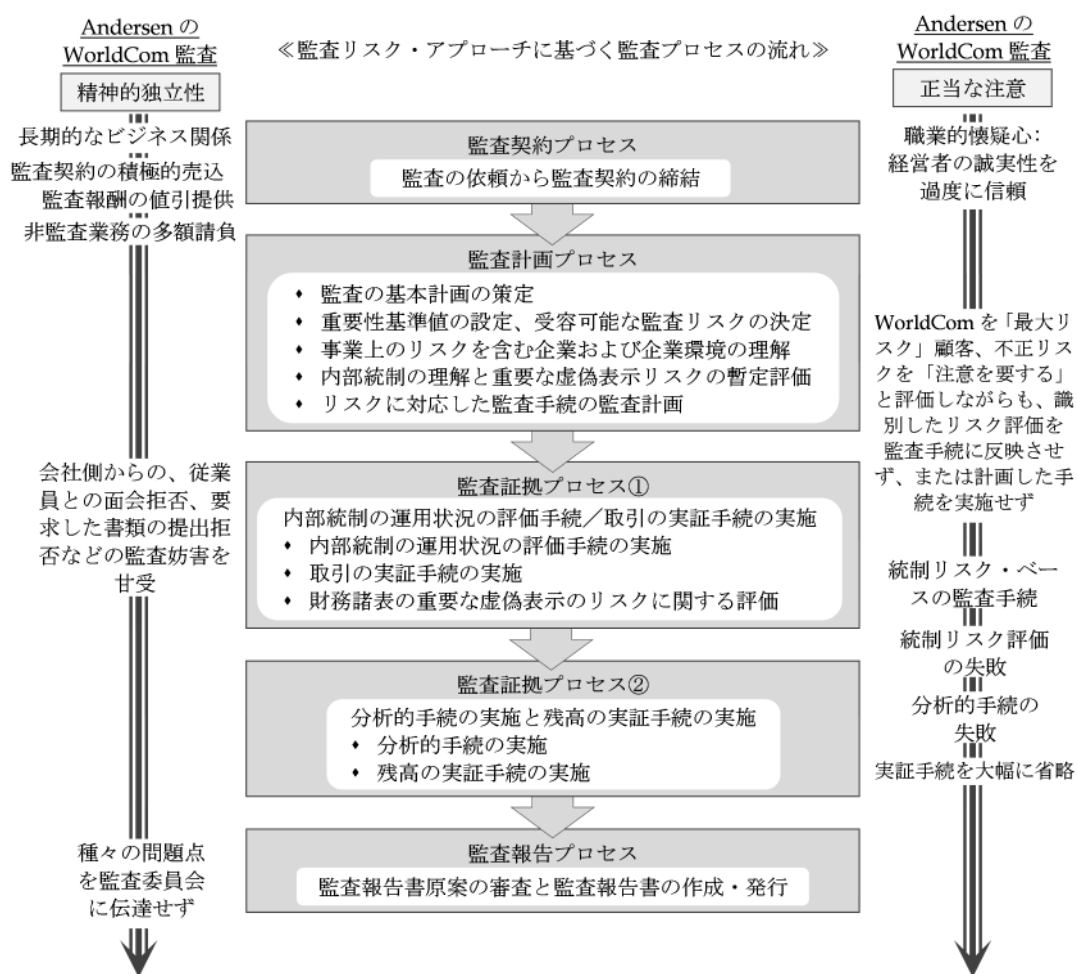 Andersen の
WorldCom 監査
精神的独立性
長期的なビジネス関係
監査契約の積極的売込
監査報酬の値引提供
非監査業務の多額請負
会社側からの、従業
員との面会拒否、要
求した書類の提出拒
否などの監査妨害を
甘受
種々の問題点
を監査委員会
に伝達せず
≪監査リスク・アプローチに基づく監査プロセスの流れ≫
監査契約プロセス
監査の依頼から監査契約の締結
監査計画プロセス
♦ 監査の基本計画の策定
♦ 重要性基準値の設定、受容可能な監査リスクの決定
♦ 事業上のリスクを含む企業および企業環境の理解
♦ 内部統制の理解と重要な虚偽表示リスクの暫定評価
♦ リスクに対応した監査手続の監査計画
監査証拠プロセス①
内部統制の運用状況の評価手続／取引の実証手続の実施
♦ 内部統制の運用状況の評価手続の実施
♦ 取引の実証手続の実施
♦ 財務諸表の重要な虚偽表示のリスクに関する評価
監査証拠プロセス②
分析的手続の実施と残高の実証手続の実施
♦ 分析的手続の実施
♦ 残高の実証手続の実施
監査報告プロセス
監査報告書原案の審査と監査報告書の作成・発行
Andersen の
WorldCom 監査
正当な注意
職業的懐疑心：
経営者の誠実性を
過度に信頼
WorldCom を「最大リ
スク」顧客、不正リス
クを「注意を要する」
と評価しながらも、識
別したリスク評価を
監査手続に反映させ
ず、または計画した手
続を実施せず
統制リスク・ベー
スの監査手続
統制リスク評価
の失敗
分析的手続の
失敗
実証手続を大幅に省略